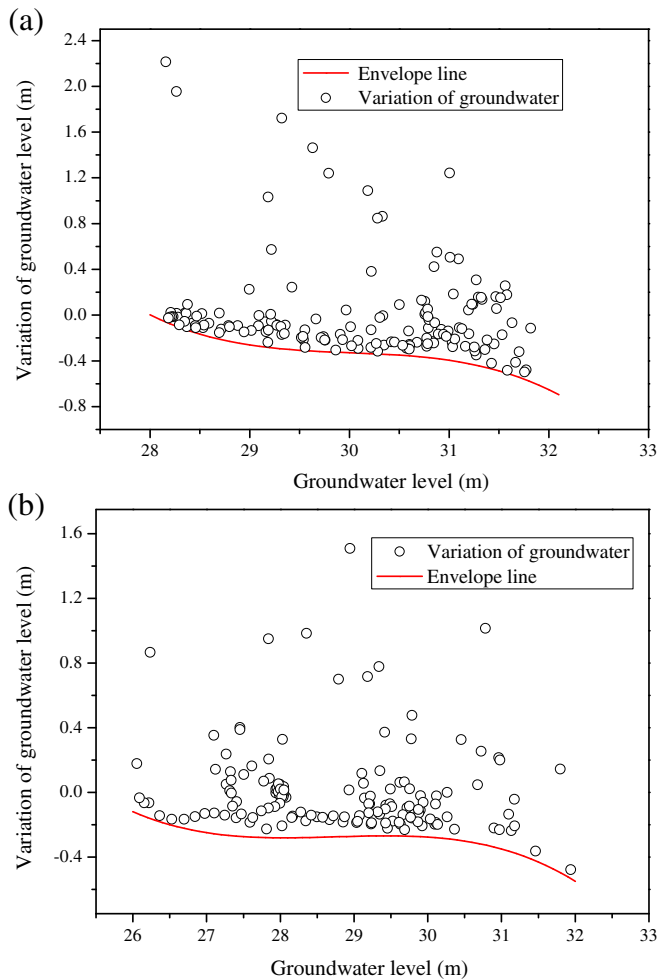 (a)
2.4
2.0
1.6
1.2
0.8
0.4
0.0
-0.4
-0.8
Variation of groundwater level (m)
Envelope line
Variation of groundwater
28 29 30 31 32 33
Groundwater level (m)
(b)
1.6
1.2
0.8
0.4
0.0
-0.4
Variation of groundwater level (m)
Variation of groundwater
Envelope line
26 27 28 29 30 31 32 33
Groundwater level (m)